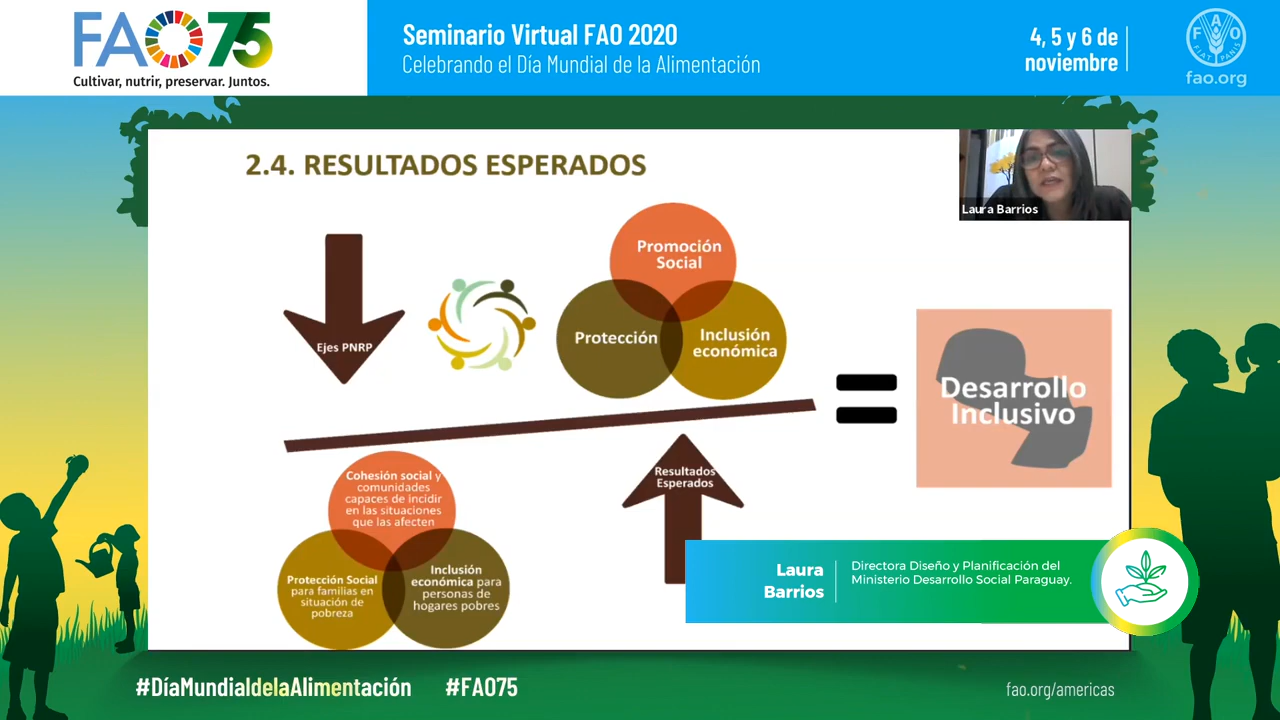 FAO75
Cultivar, nutrir, preservar. Juntos.
Seminario Virtual FAO 2020
Celebrando el Día Mundial de la Alimentación
4, 5 y 6 de
noviembre
FAO
FIAT PANIS
fao.org
2.4. RESULTADOS ESPERADOS
Laura Barrios
Promoción
Social
Protección
Inclusión
económica
Ejes PNRP
Desarrollo
Inclusivo
Resultados
Esperados
Cohesión social y
comunidades
capaces de incidir
en las situaciones
que las afecten
Protección Social
para familias en
situación de
pobreza
Inclusión
económica para
personas de
hogares pobres
Laura
Barrios
Directora Diseño y Planificación del
Ministerio Desarrollo Social Paraguay.
#DíaMundialdelaAlimentación
#FAO75
fao.org/americas